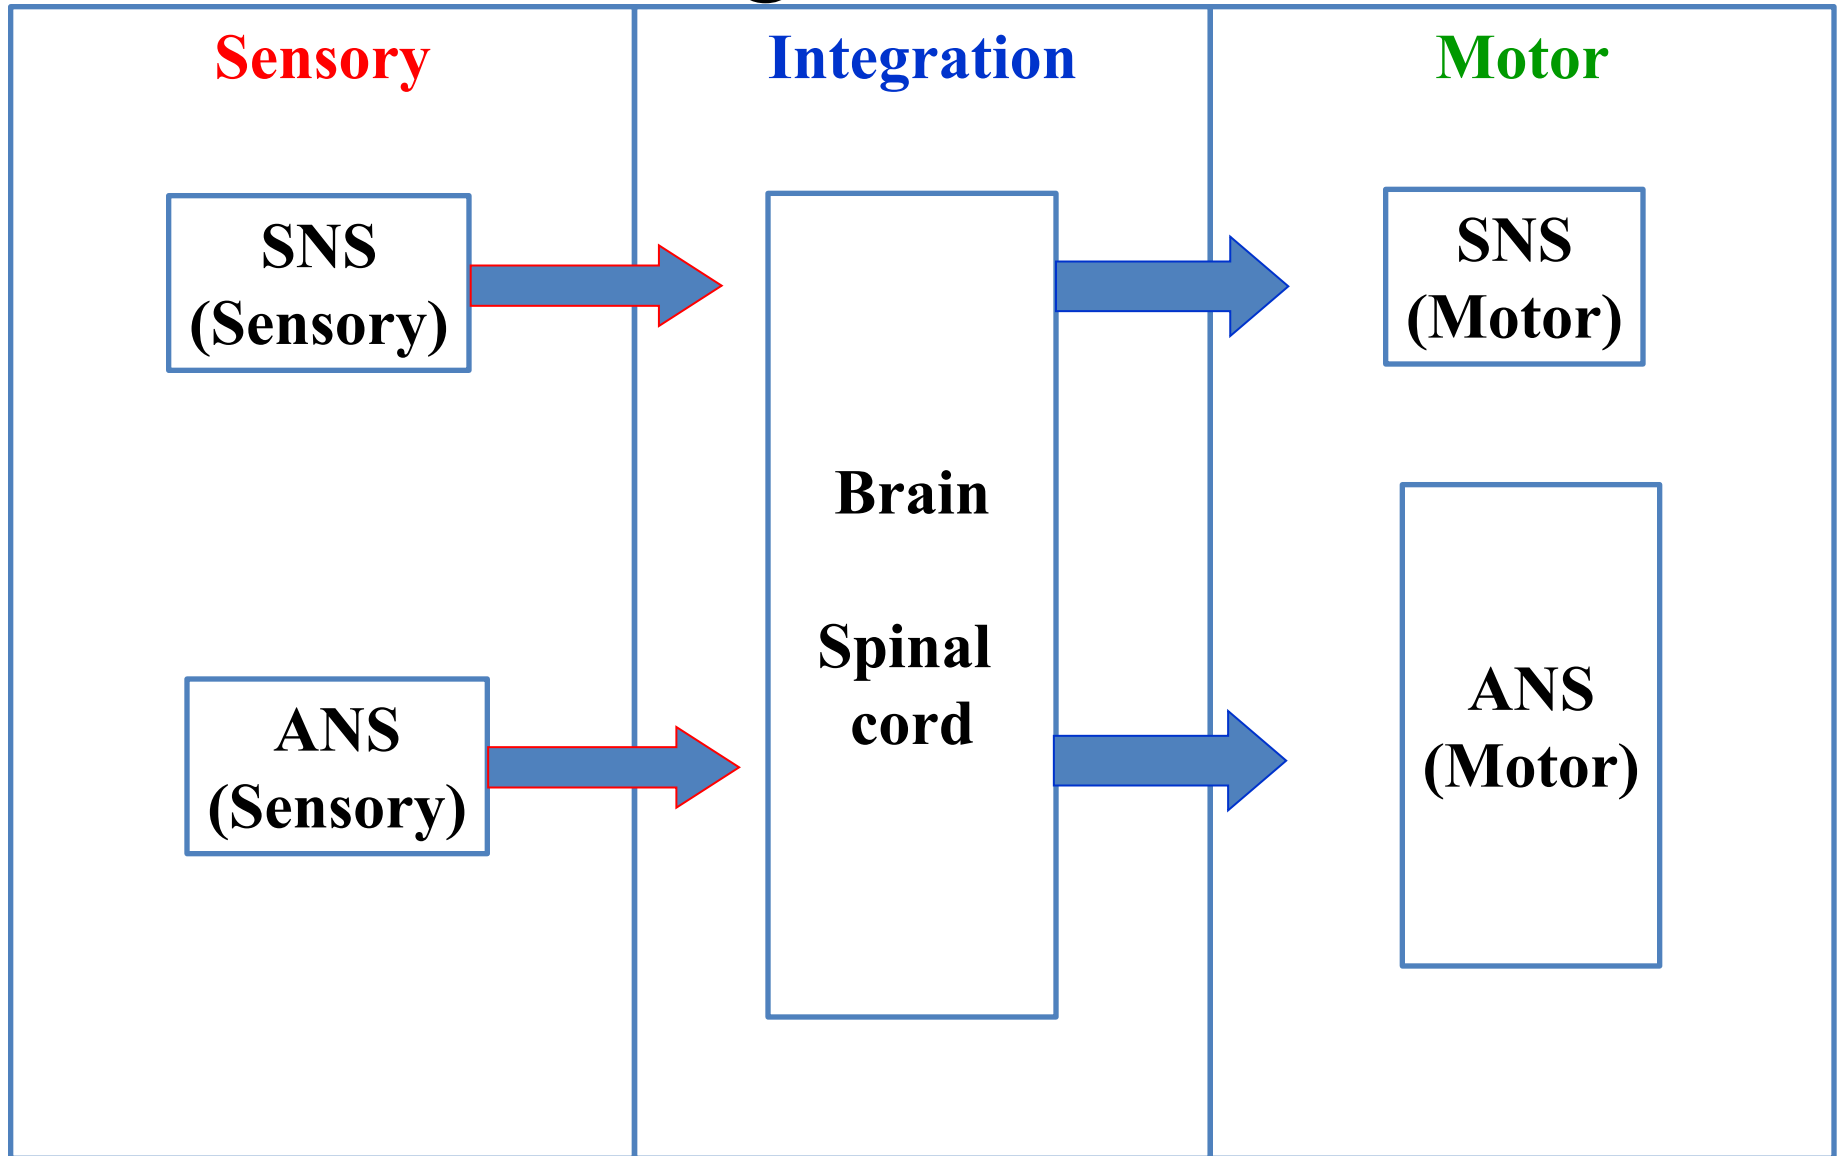 Sensory
Integration
Motor
SNS
(Sensory)
SNS
(Motor)
Brain
Spinal
cord
ANS
(Sensory)
ANS
(Motor)